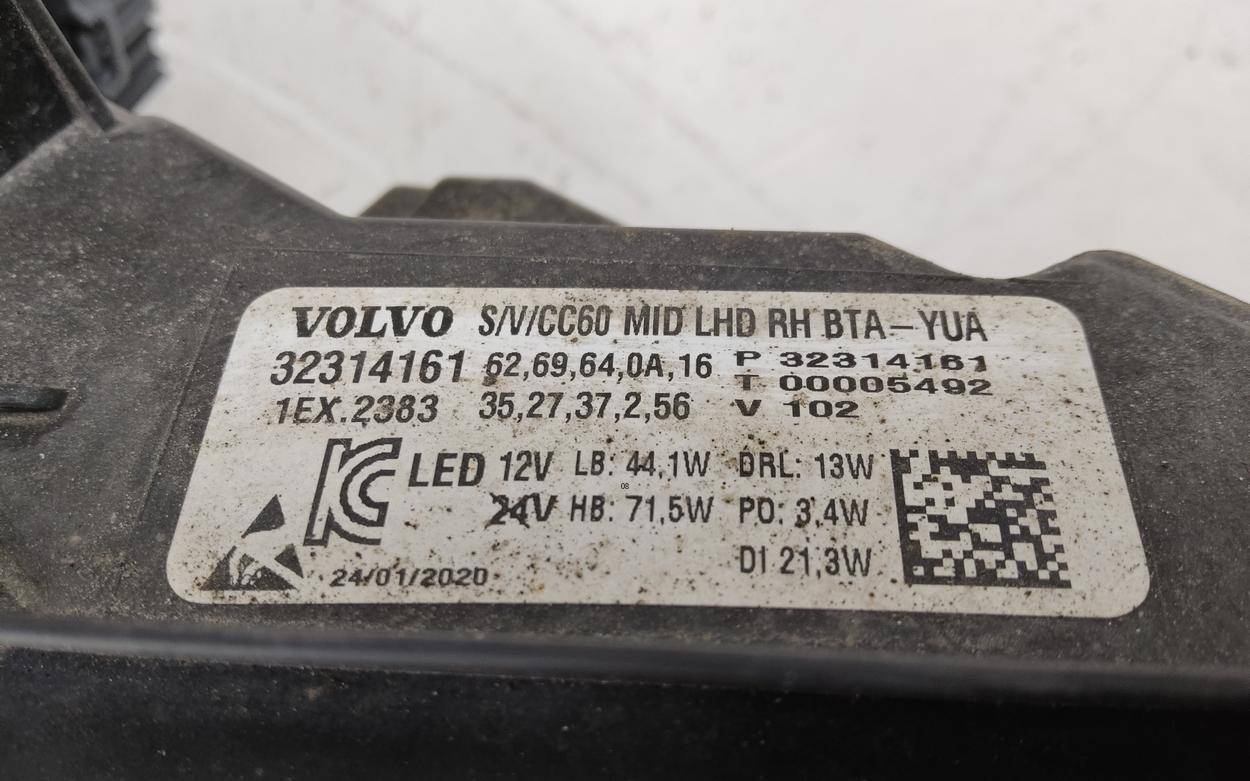 VOLVO S/V/CC60 MID LHD RH BTA-YUA
32314161 62,69,64,0A,16 P 32314161
T 00005492
1EX.2383 35,27,37,2,56 V 102
LED 12V LB: 44,1W DRL: 13W
08
24V HB: 71,5W PO: 3,4W
DI 21,3W
24/01/2020